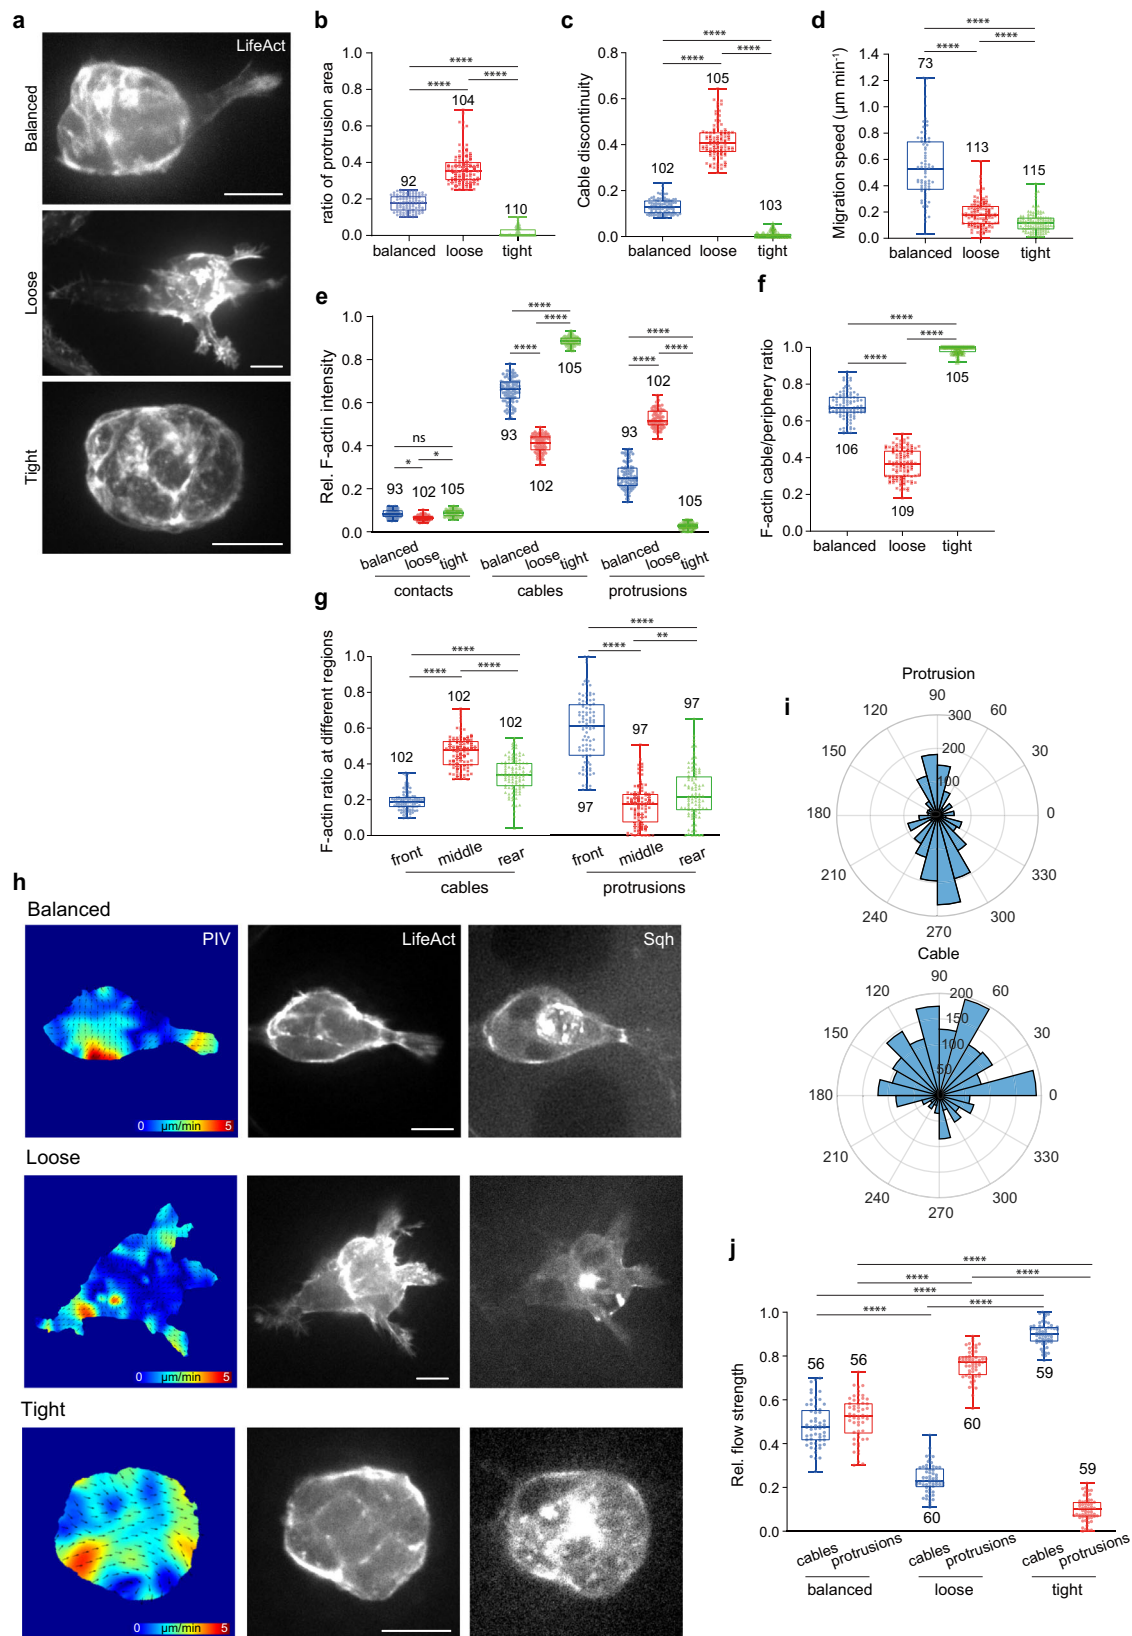 a
LifeAct
Balanced
Loose
Tight
b
ratio of protrusion area
1.0
0.8
0.6
0.4
0.2
0.0
****
**** ****
92
104
110
balanced loose tight
c
Cable discontinuity
0.8
0.6
0.4
0.2
0.0
****
**** ****
102
105
103
balanced loose tight
d
Migration speed (µm min⁻¹)
1.4
1.2
1.0
0.8
0.6
0.4
0.2
0.0
****
**** ****
73
113
115
balanced loose tight
e
Rel. F-actin intensity
1.0
0.8
0.6
0.4
0.2
0.0
ns
* *
93 102 105
****
****
****
93
102
105
****
**** ****
93
102
105
balanced loose tight balanced loose tight balanced loose tight
contacts cables protrusions
f
F-actin cable/periphery ratio
1.0
0.8
0.6
0.4
0.2
0.0
****
****
****
106
109
105
balanced loose tight
g
F-actin ratio at different regions
1.0
0.8
0.6
0.4
0.2
0.0
****
**** ****
102
102
102
****
**** **
97
97
97
front middle rear front middle rear
cables protrusions
h
Balanced
PIV LifeAct Sqh
0 µm/min 5
Loose
0 µm/min 5
Tight
0 µm/min 5
i
Protrusion
90
120 60
150 30
180 0
210 330
240 300
270
300
200
100
Cable
90
120 60
150 30
180 0
210 330
240 300
270
200
150
100
50
j
Rel. flow strength
1.0
0.8
0.6
0.4
0.2
0.0
****
**** ****
****
**** ****
56 56
60
60
59
59
cables protrusions cables protrusions cables protrusions
balanced loose tight